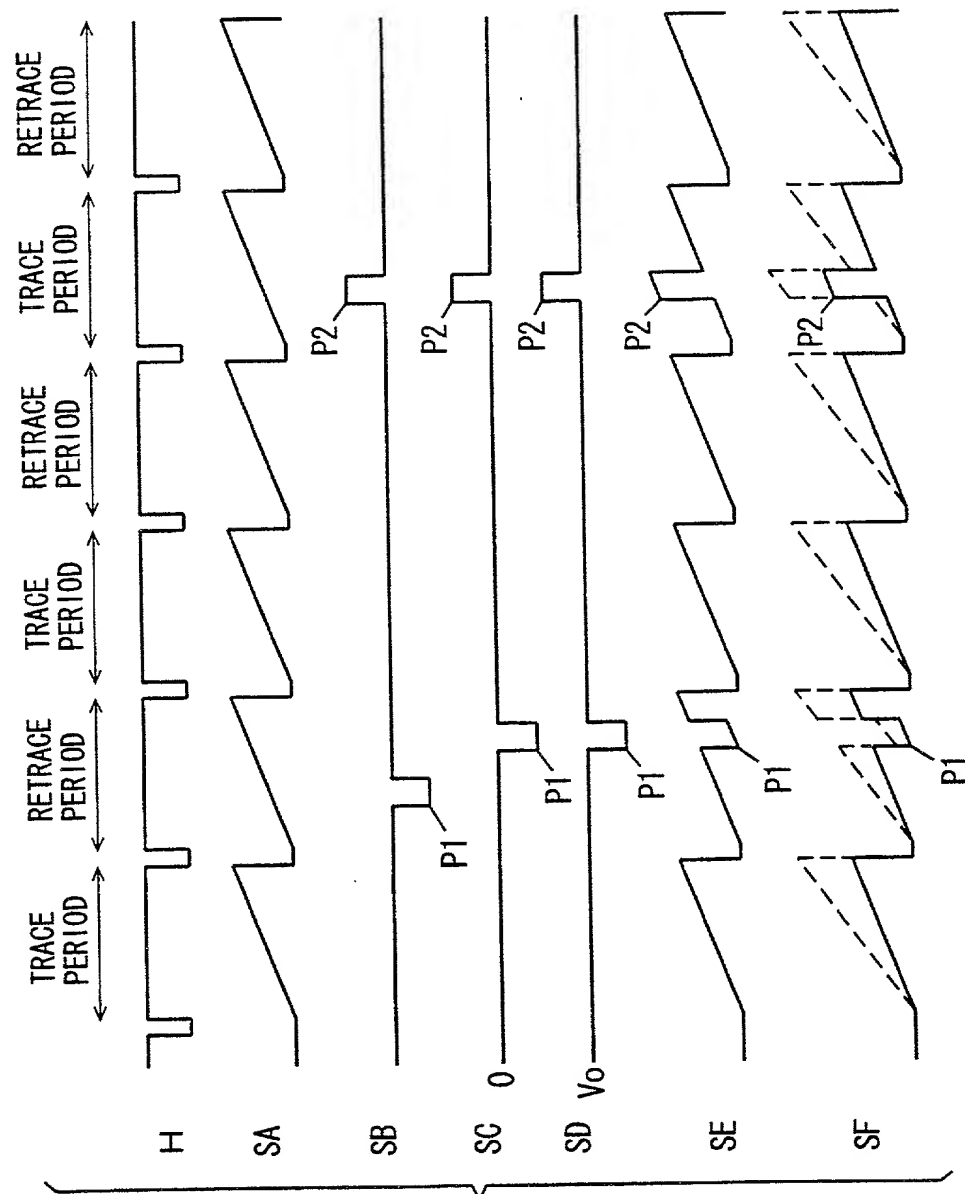 TRACE
PERIOD
RETRACE
PERIOD
TRACE
PERIOD
RETRACE
PERIOD
TRACE
PERIOD
RETRACE
PERIOD
H
SA
SB
P1
P2
SC
0
P1
P2
SD
Vo
P1
P2
SE
P1
P2
SF
P1
P2